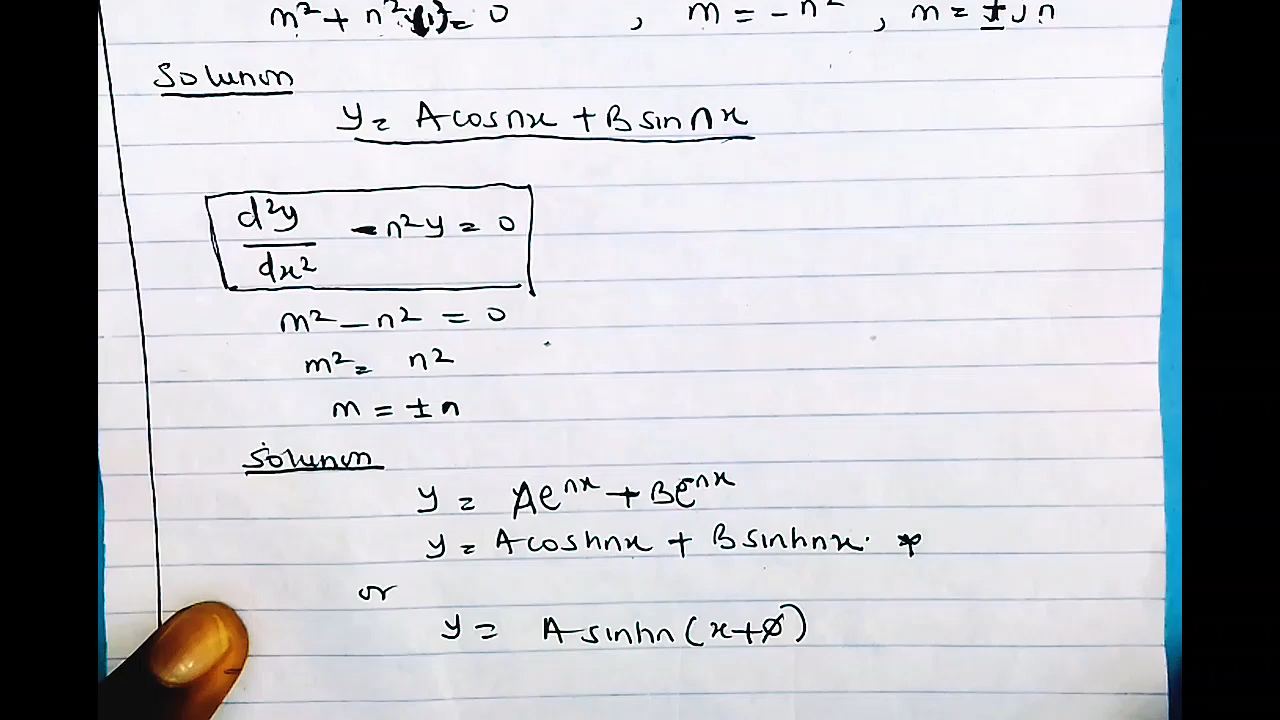 m² + n² = 0 , m = -n² , m = ±jn
Solution
y = A cos nx + B sin nx
d²y/dx² - n²y = 0
m² - n² = 0
m² = n²
m = ±n
Solution
y = Ae^nx + Be^-nx
y = A cosh nx + B sinh nx. *
or
y = A sinh n (x+ø)